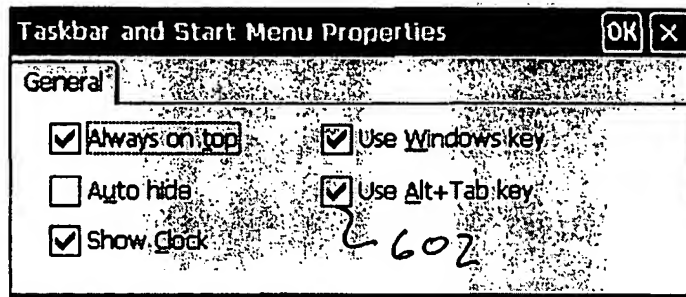 Taskbar and Start Menu Properties OK ×
General
Always on top Use Windows key
Auto hide Use Alt+Tab key
Show Clock
602